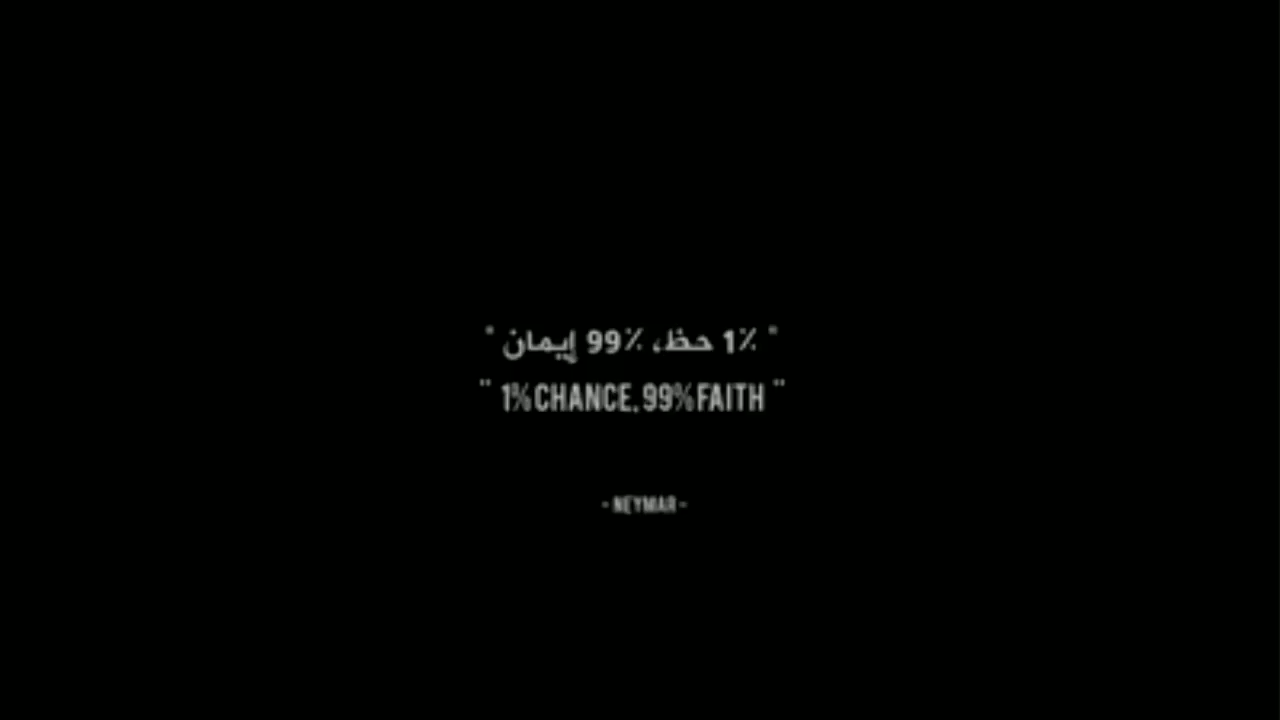 " 1٪ حظ، 99٪ إيمان "
" 1% CHANCE. 99% FAITH "
- NEYMAR -